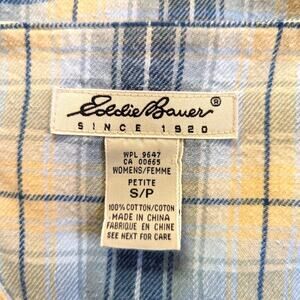 Eddie Bauer®
SINCE 1920
WPL 9647
CA 00665
WOMENS/FEMME
PETITE
S/P
100% COTTON/COTON
MADE IN CHINA
FABRIQUE EN CHINE
SEE NEXT FOR CARE